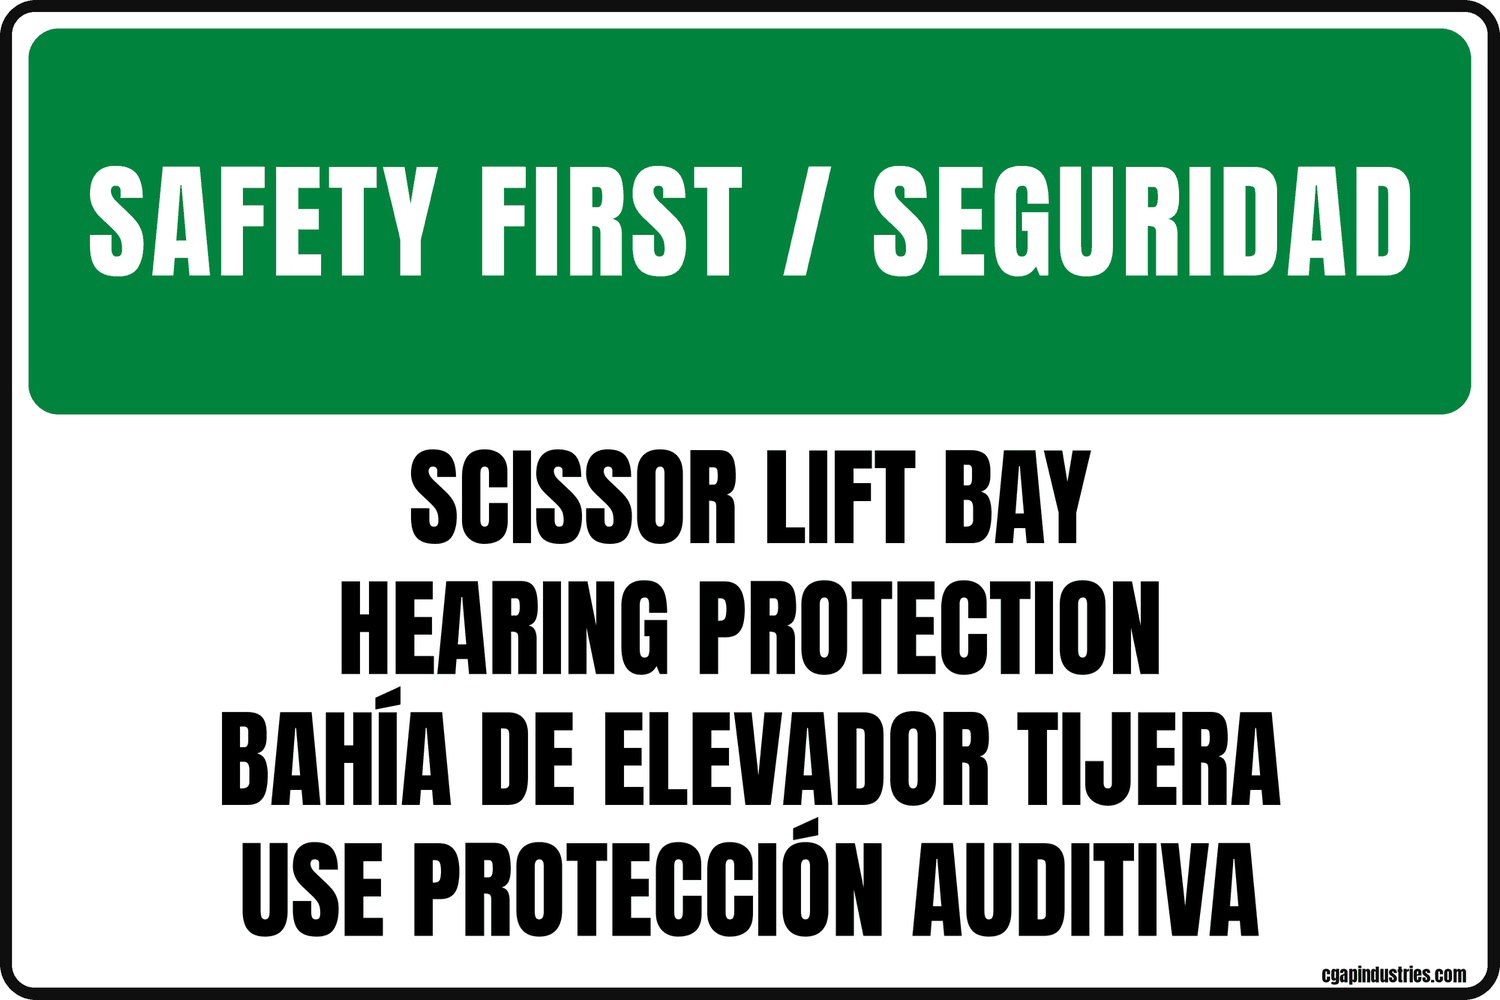 SAFETY FIRST / SEGURIDAD
SCISSOR LIFT BAY
HEARING PROTECTION
BAHÍA DE ELEVADOR TIJERA
USE PROTECCIÓN AUDITIVA
cgapindustries.com